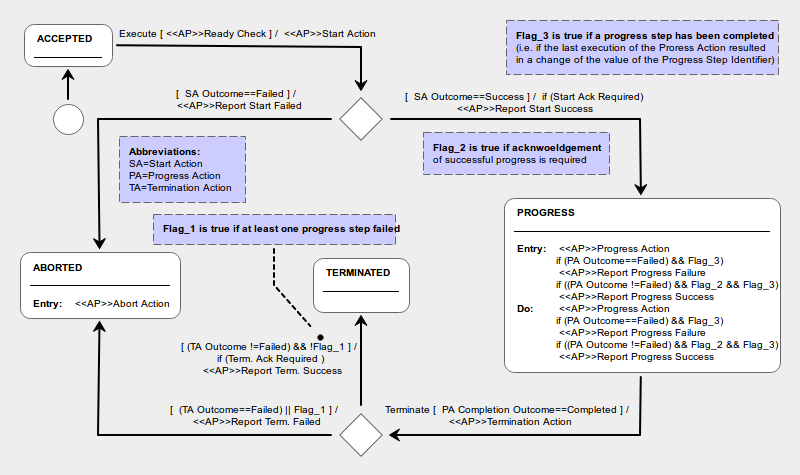 ACCEPTED
Execute [ <<AP>>Ready Check ] /  <<AP>>Start Action
Flag_3 is true if a progress step has been completed
(i.e. if the last execution of the Proress Action resulted
in a change of the value of the Progress Step Identifier)
[  SA Outcome==Failed ] /
<<AP>>Report Start Failed
[  SA Outcome==Success ] /  if (Start Ack Required)
<<AP>>Report Start Success
Abbreviations:
SA=Start Action
PA=Progress Action
TA=Termination Action
Flag_2 is true if acknwoeldgement
of successful progress is required
Flag_1 is true if at least one progress step failed
PROGRESS
Entry: <<AP>>Progress Action
if (PA Outcome==Failed) && Flag_3)
<<AP>>Report Progress Failure
if ((PA Outcome !=Failed) && Flag_2 && Flag_3)
<<AP>>Report Progress Success
Do: <<AP>>Progress Action
if (PA Outcome==Failed) && Flag_3)
<<AP>>Report Progress Failure
if ((PA Outcome !=Failed) && Flag_2 && Flag_3)
<<AP>>Report Progress Success
ABORTED
Entry: <<AP>>Abort Action
TERMINATED
[ (TA Outcome !=Failed) && !Flag_1 ] /
if (Term. Ack Required )
<<AP>>Report Term. Success
[  (TA Outcome==Failed) || Flag_1 ] /
<<AP>>Report Term. Failed
Terminate [  PA Completion Outcome==Completed ] /
<<AP>>Termination Action